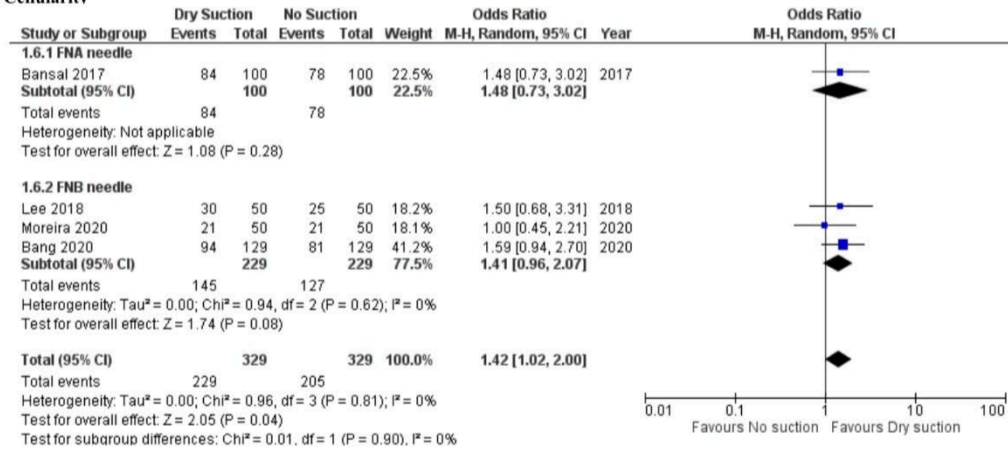 Cellularity
Dry Suction No Suction Odds Ratio Odds Ratio
Study or Subgroup Events Total Events Total Weight M-H, Random, 95% CI Year M-H, Random, 95% CI
1.6.1 FNA needle
Bansal 2017 84 100 78 100 22.5% 1.48 [0.73, 3.02] 2017
Subtotal (95% CI) 100 100 22.5% 1.48 [0.73, 3.02]
Total events 84 78
Heterogeneity: Not applicable
Test for overall effect: Z = 1.08 (P = 0.28)
1.6.2 FNB needle
Lee 2018 30 50 25 50 18.2% 1.50 [0.68, 3.31] 2018
Moreira 2020 21 50 21 50 18.1% 1.00 [0.45, 2.21] 2020
Bang 2020 94 129 81 129 41.2% 1.59 [0.94, 2.70] 2020
Subtotal (95% CI) 229 229 77.5% 1.41 [0.96, 2.07]
Total events 145 127
Heterogeneity: Tau² = 0.00; Chi² = 0.94, df = 2 (P = 0.62); I² = 0%
Test for overall effect: Z = 1.74 (P = 0.08)
Total (95% CI) 329 329 100.0% 1.42 [1.02, 2.00]
Total events 229 205
Heterogeneity: Tau² = 0.00; Chi² = 0.96, df = 3 (P = 0.81); I² = 0%
Test for overall effect: Z = 2.05 (P = 0.04)
Test for subgroup differences: Chi² = 0.01, df = 1 (P = 0.90), I² = 0%
0.01 0.1 1 10 100
Favours No suction Favours Dry suction